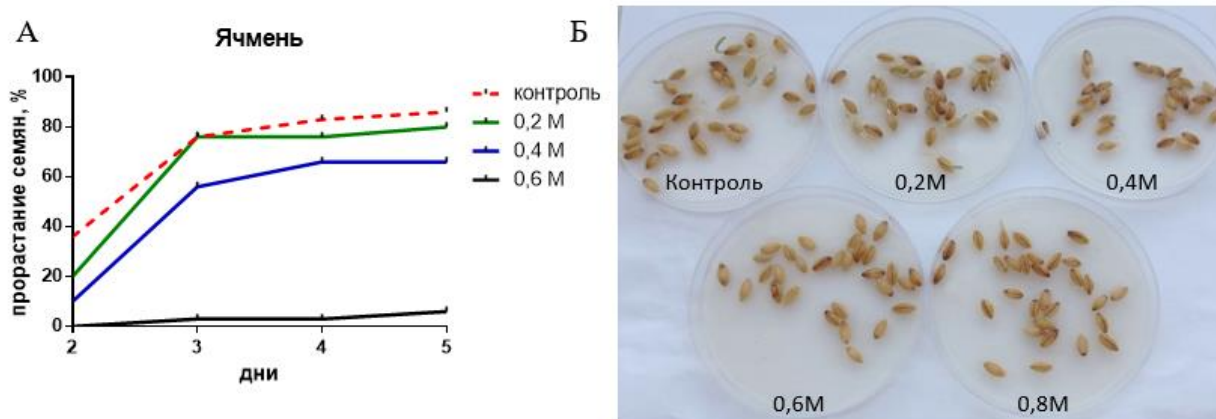 А
Ячмень
прорастание семян, %
100
80
60
40
20
0
2
3
4
5
дни
контроль
0,2 М
0,4 М
0,6 М
Б
Контроль
0,2М
0,4М
0,6М
0,8М